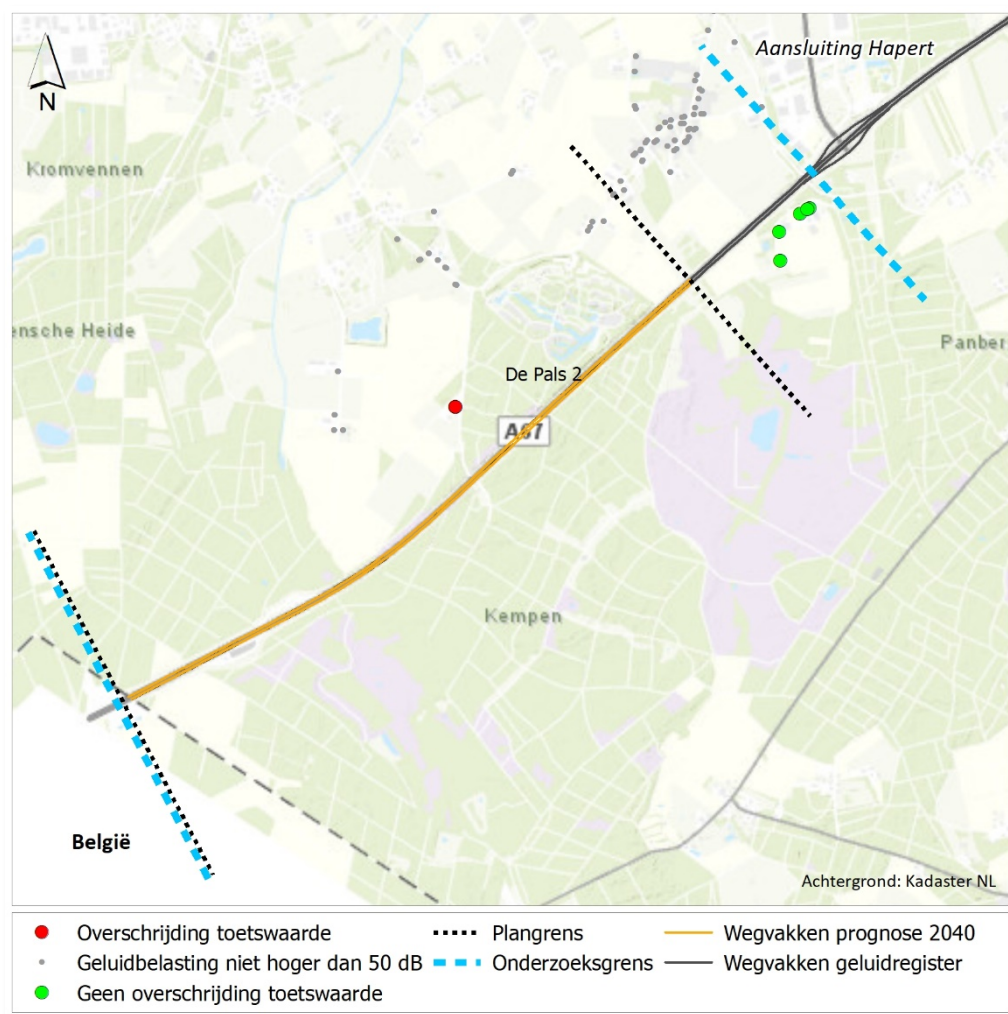 Aansluiting Hapert
N
Kromvennen
ensche Heide
Panber
De Pals 2
A67
Kempen
België
Achtergrond: Kadaster NL
Overschrijding toetswaarde
Plangrens
Wegvakken prognose 2040
Geluidbelasting niet hoger dan 50 dB
Onderzoeksgrens
Wegvakken geluidregister
Geen overschrijding toetswaarde